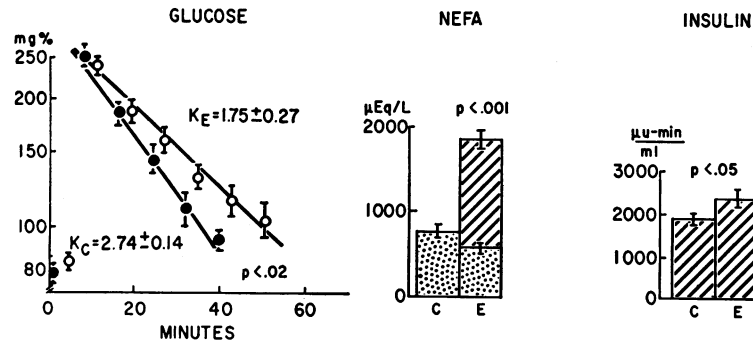 GLUCOSE
mg%
250
200
150
100
80
K_E=1.75±0.27
K_C=2.74±0.14
p<.02
0 20 40 60
MINUTES
NEFA
μEq/L
p<.001
2000
1000
0
C E
INSULIN
μu-min
ml
p<.05
3000
2000
1000
0
C E